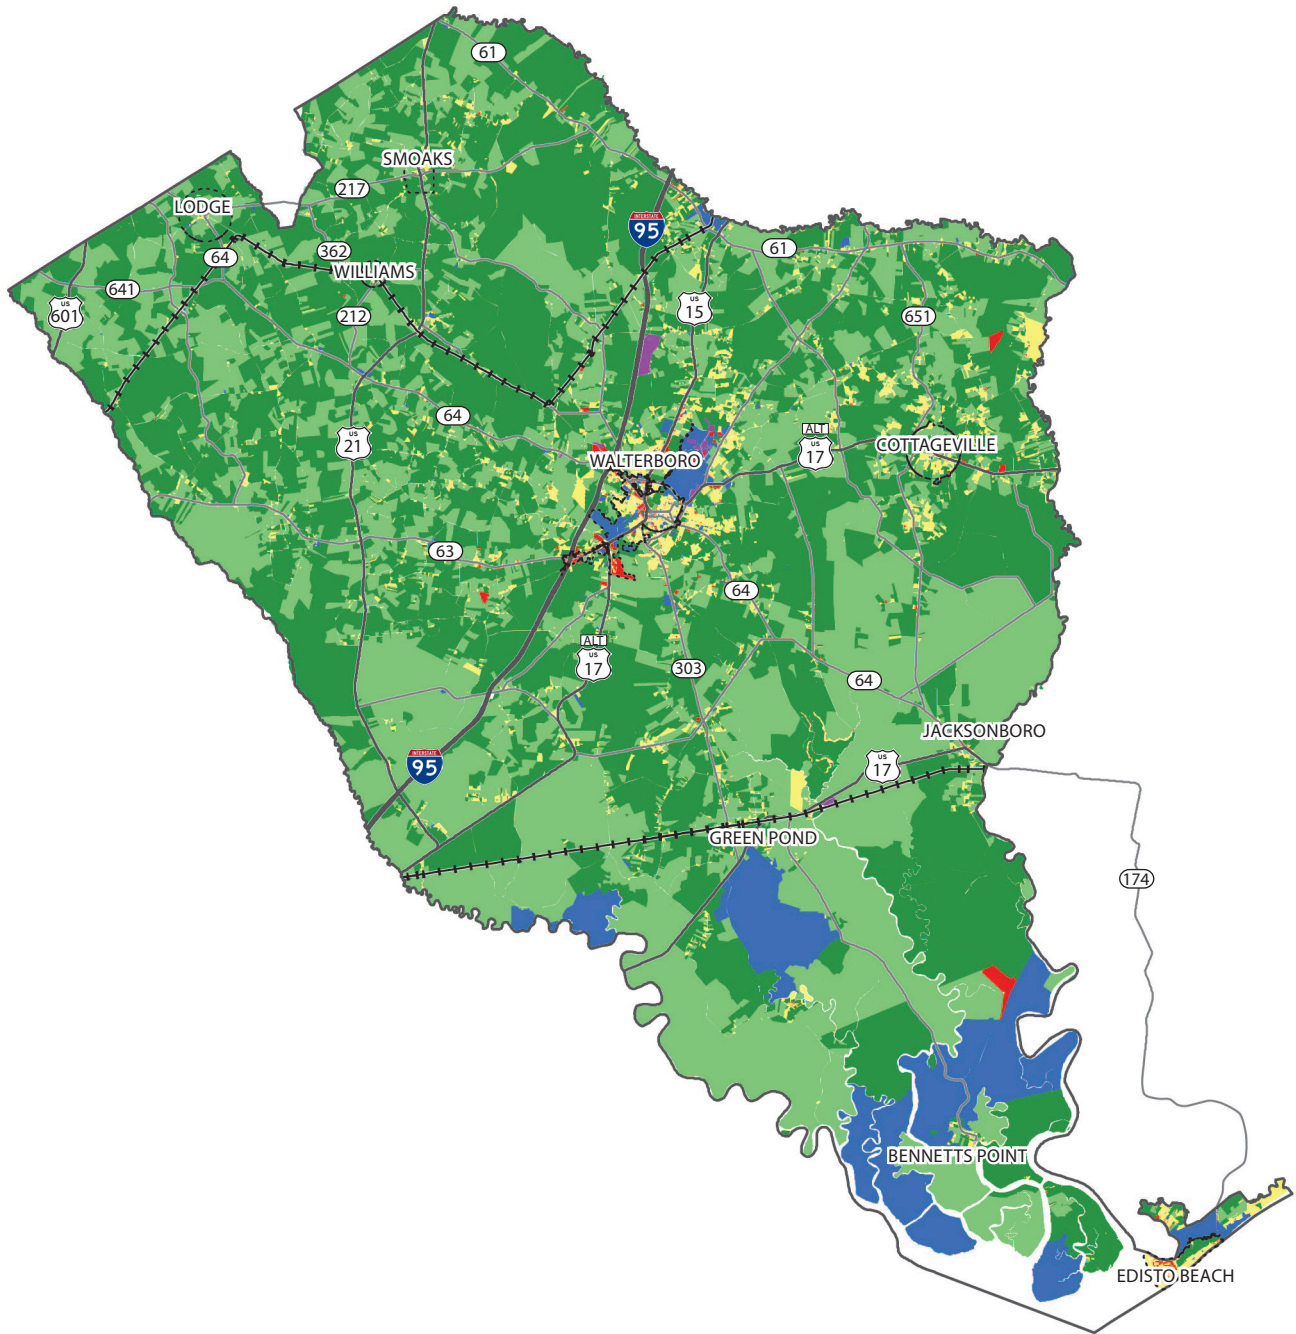 61
SMOAKS
217
LODGE
INTERSTATE
95
61
362
64
WILLIAMS
641
US
601
US
15
212
651
64
US
21
ALT
US
17
COTTAGEVILLE
WALTERBORO
63
64
ALT
US
17
303
64
JACKSONBORO
INTERSTATE
95
US
17
GREEN POND
174
BENNETTS POINT
EDISTO BEACH